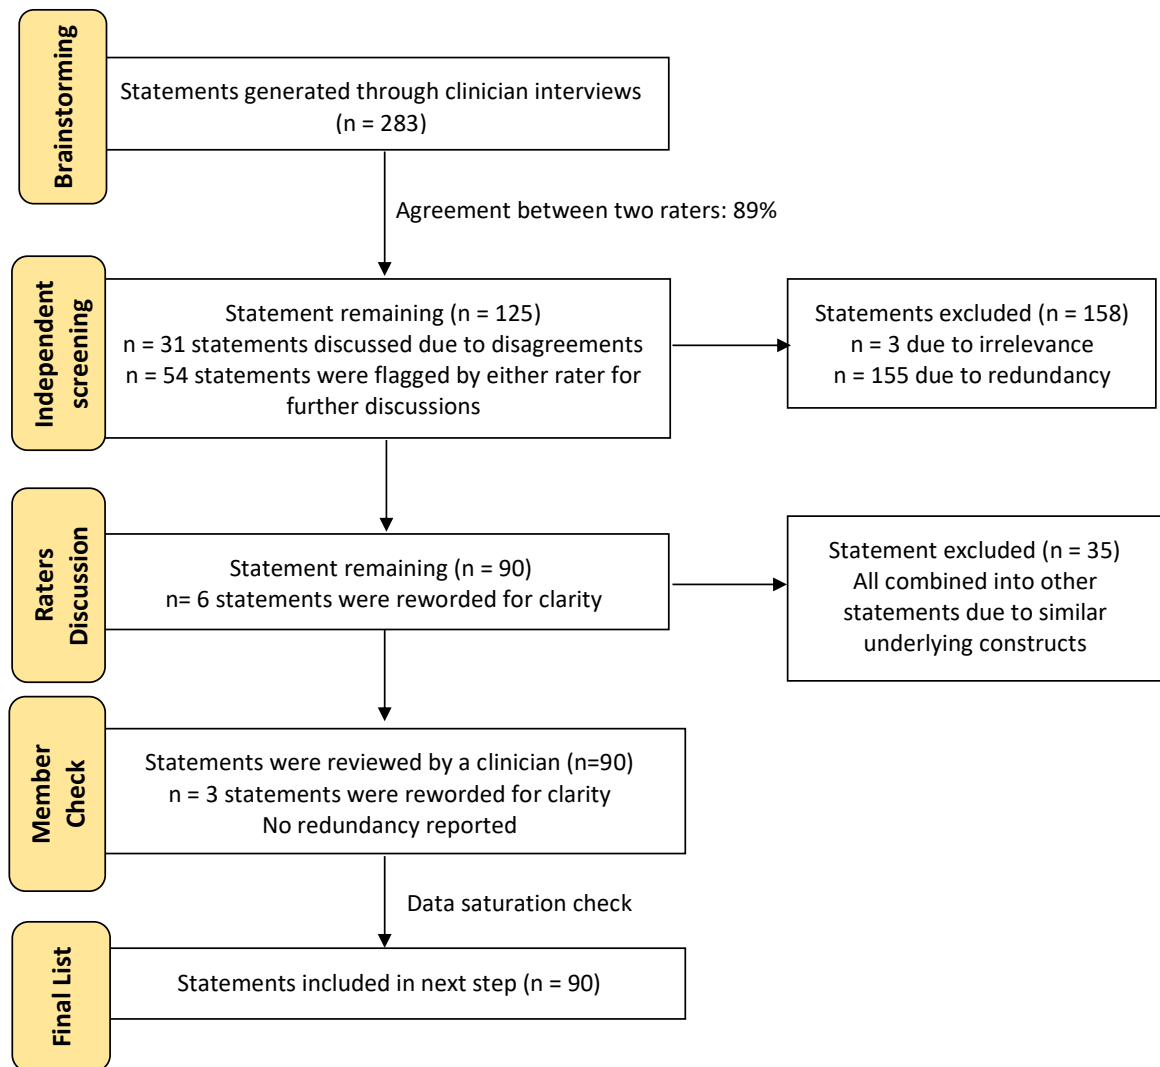 Brainstorming
Statements generated through clinician interviews
(n = 283)
Agreement between two raters: 89%
Independent
screening
Statement remaining (n = 125)
n = 31 statements discussed due to disagreements
n = 54 statements were flagged by either rater for
further discussions
Statements excluded (n = 158)
n = 3 due to irrelevance
n = 155 due to redundancy
Raters
Discussion
Statement remaining (n = 90)
n= 6 statements were reworded for clarity
Statement excluded (n = 35)
All combined into other
statements due to similar
underlying constructs
Member
Check
Statements were reviewed by a clinician (n=90)
n = 3 statements were reworded for clarity
No redundancy reported
Data saturation check
Final List
Statements included in next step (n = 90)